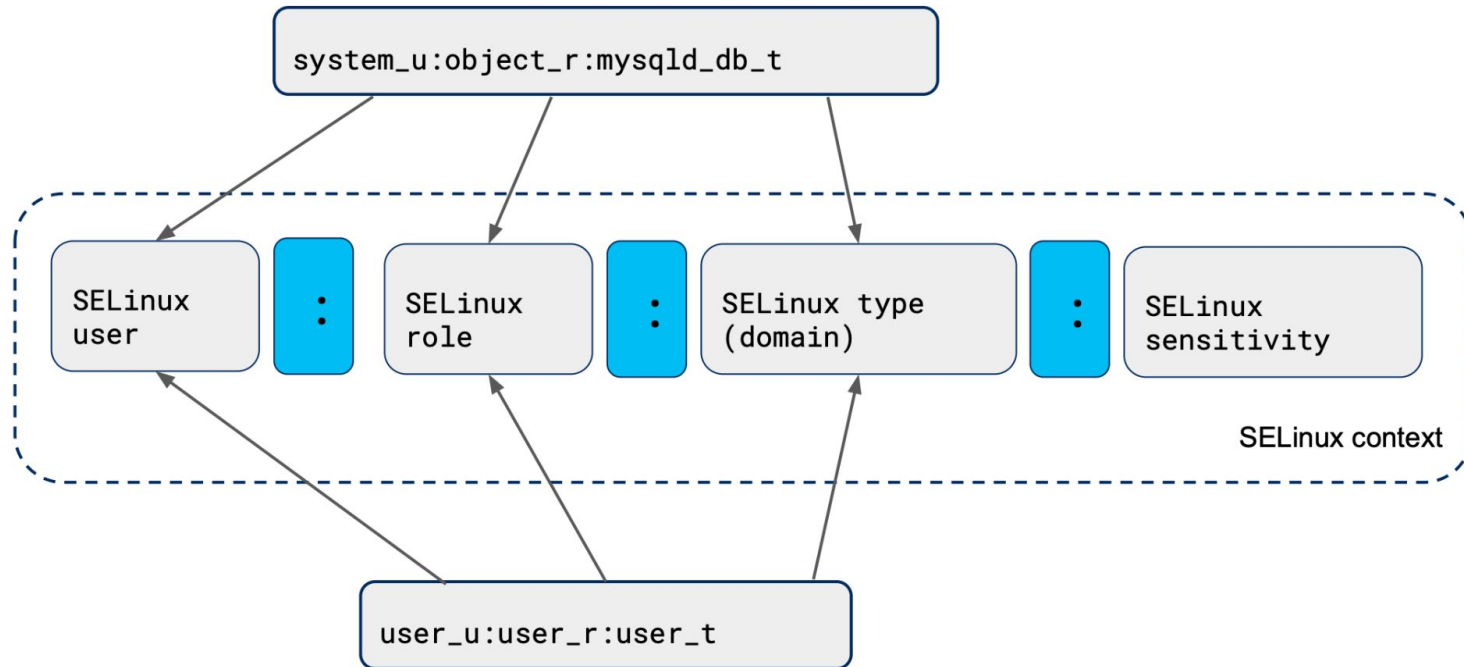 system_u:object_r:mysqld_db_t
SELinux
user
:
SELinux
role
:
SELinux type
(domain)
:
SELinux
sensitivity
SELinux context
user_u:user_r:user_t